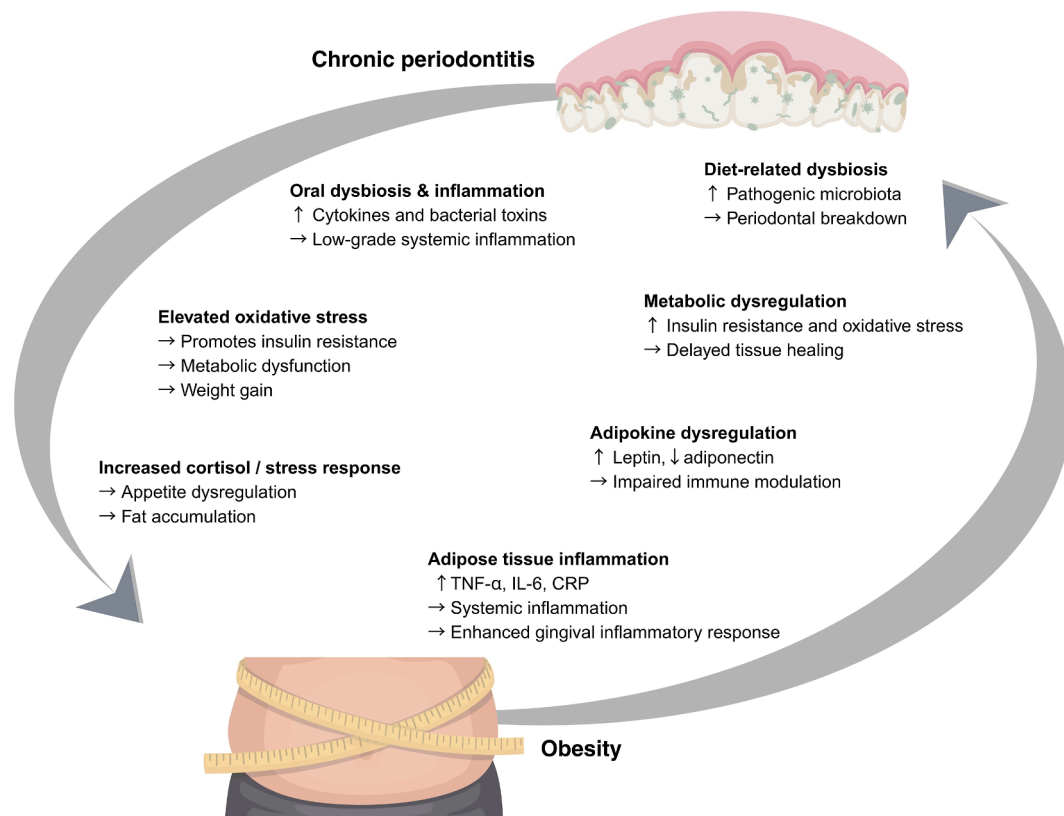 Chronic periodontitis
Oral dysbiosis & inflammation
↑ Cytokines and bacterial toxins
→ Low-grade systemic inflammation
Elevated oxidative stress
→ Promotes insulin resistance
→ Metabolic dysfunction
→ Weight gain
Increased cortisol / stress response
→ Appetite dysregulation
→ Fat accumulation
Diet-related dysbiosis
↑ Pathogenic microbiota
→ Periodontal breakdown
Metabolic dysregulation
↑ Insulin resistance and oxidative stress
→ Delayed tissue healing
Adipokine dysregulation
↑ Leptin, ↓ adiponectin
→ Impaired immune modulation
Adipose tissue inflammation
↑ TNF-α, IL-6, CRP
→ Systemic inflammation
→ Enhanced gingival inflammatory response
Obesity